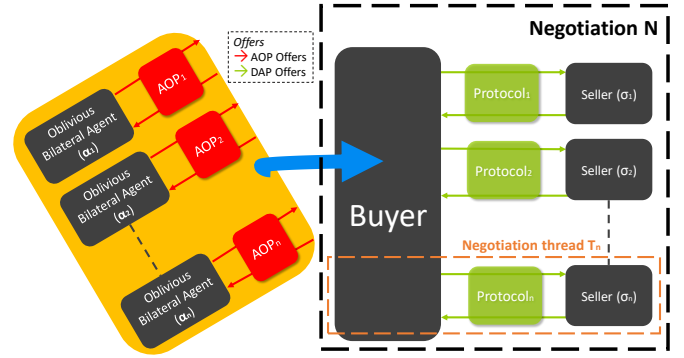 Offers
AOP Offers
DAP Offers
Oblivious
Bilateral Agent
(α₁)
AOP₁
Oblivious
Bilateral Agent
(α₂)
AOP₂
Oblivious
Bilateral Agent
(αₙ)
AOPₙ
Negotiation N
Buyer
Protocol₁
Seller (σ₁)
Protocol₂
Seller (σ₂)
Negotiation thread Tₙ
Protocolₙ
Seller (σₙ)